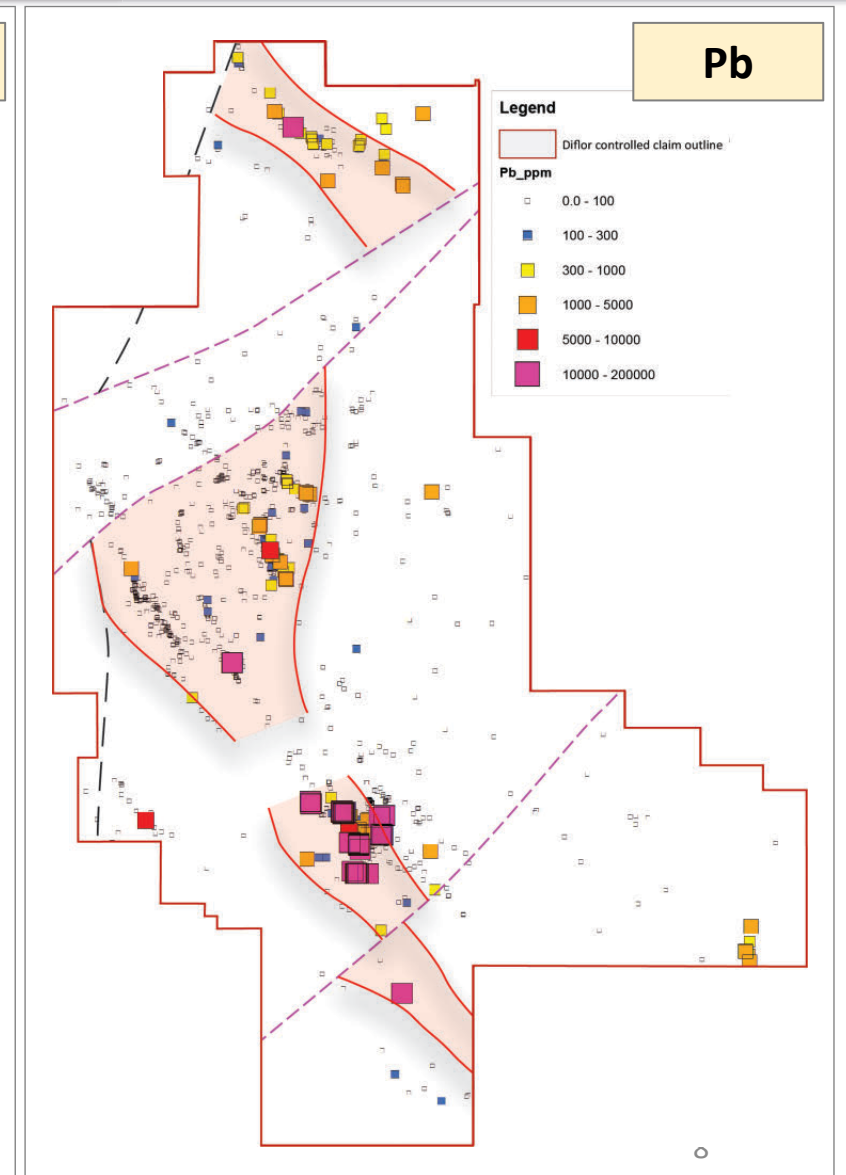 Pb
Legend
Diflor controlled claim outline
Pb_ppm
0.0 - 100
100 - 300
300 - 1000
1000 - 5000
5000 - 10000
10000 - 200000